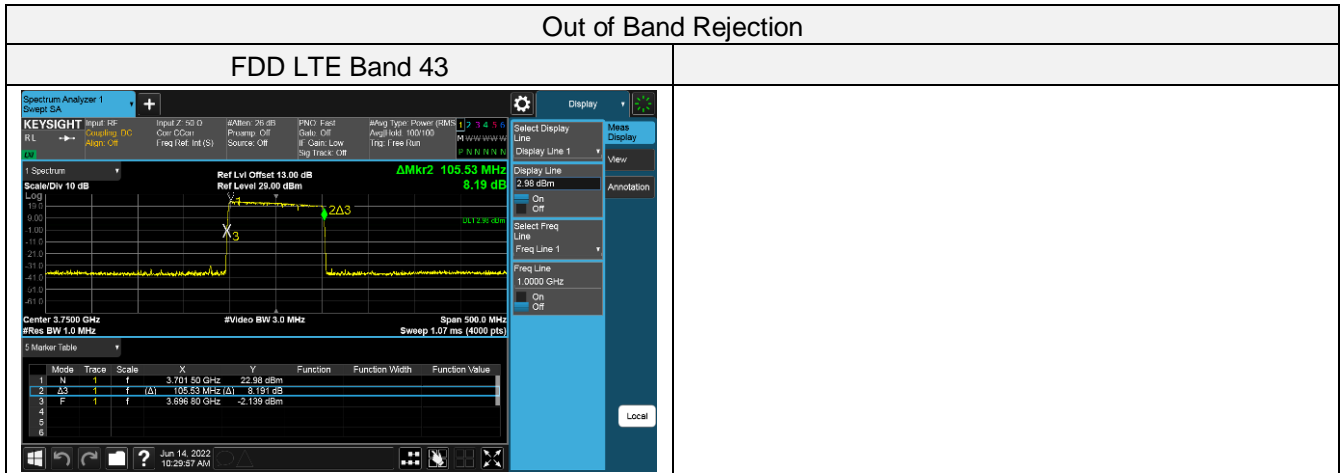 Out of Band Rejection
FDD LTE Band 43
Spectrum Analyzer 1
Swept SA
+
Display
KEYSIGHT
RL
Input: RF
Coupling: DC
Align: Off
Input Z: 50 Ω
Corr CCorr
Freq Ref: Int (S)
#Atten: 26 dB
Preamp: Off
Source: Off
PNO: Fast
Gate: Off
IF Gain: Low
Sig Track: Off
#Avg Type: Power (RMS
Avg|Hold: 100/100
Trig: Free Run
1 2 3 4 5 6
M W W W W W
P N N N N N
1 Spectrum
Scale/Div 10 dB
Ref Lvl Offset 13.00 dB
Ref Level 29.00 dBm
ΔMkr2 105.53 MHz
8.19 dB
Log
19.0
9.00
-1.00
-11.0
-21.0
-31.0
-41.0
-51.0
-61.0
1
2Δ3
3
DL1 2.98 dBm
Center 3.7500 GHz
#Res BW 1.0 MHz
#Video BW 3.0 MHz
Span 500.0 MHz
Sweep 1.07 ms (4000 pts)
5 Marker Table
Mode Trace Scale X Y Function Function Width Function Value
1 N 1 f 3.701 50 GHz 22.98 dBm
2 Δ3 1 f (Δ) 105.53 MHz (Δ) 8.191 dB
3 F 1 f 3.696 80 GHz -2.139 dBm
4
5
6
Select Display
Line
Display Line 1
Display Line
2.98 dBm
On
Off
Select Freq
Line
Freq Line 1
Freq Line
1.0000 GHz
On
Off
Meas
Display
View
Annotation
Local
?
Jun 14, 2022
10:29:57 AM